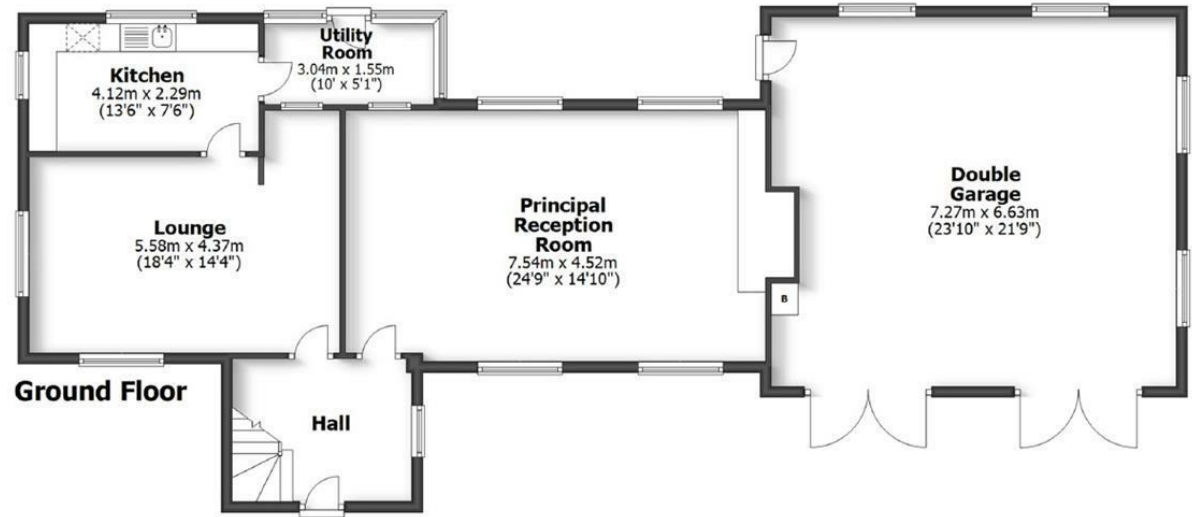 Kitchen
4.12m x 2.29m
(13'6" x 7'6")
Utility
Room
3.04m x 1.55m
(10' x 5'1")
Lounge
5.58m x 4.37m
(18'4" x 14'4")
Principal
Reception
Room
7.54m x 4.52m
(24'9" x 14'10")
Double
Garage
7.27m x 6.63m
(23'10" x 21'9")
B
Ground Floor
Hall